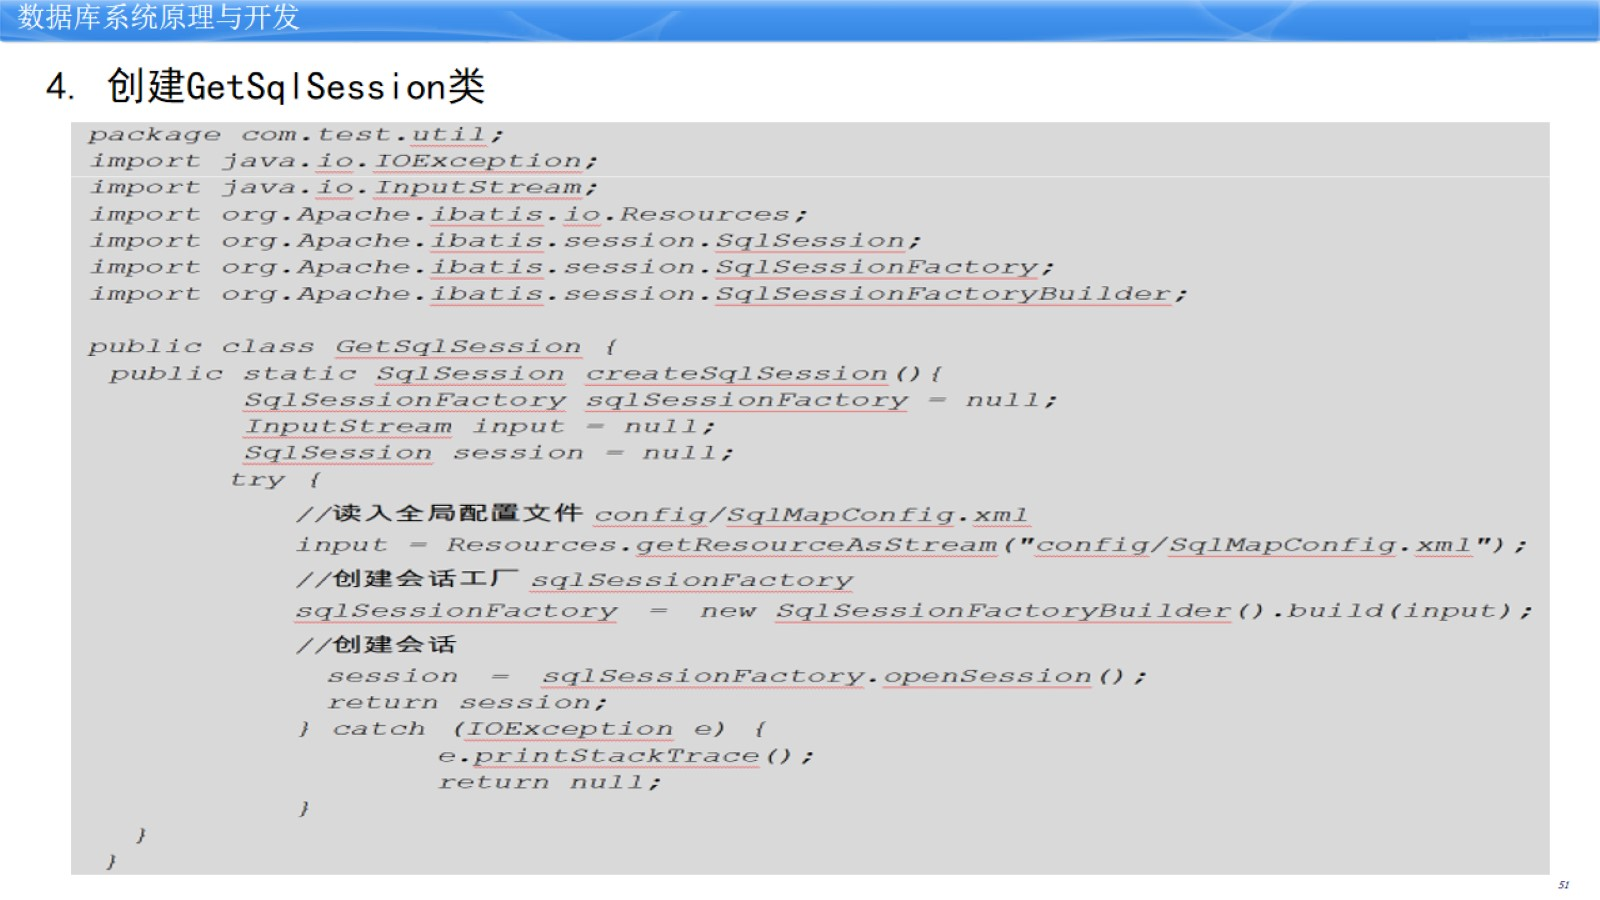 数据库系统原理与开发
4. 创建GetSqlSession类
package com.test.util;
import java.io.IOException;
import java.io.InputStream;
import org.Apache.ibatis.io.Resources;
import org.Apache.ibatis.session.SqlSession;
import org.Apache.ibatis.session.SqlSessionFactory;
import org.Apache.ibatis.session.SqlSessionFactoryBuilder;
public class GetSqlSession {
public static SqlSession createSqlSession(){
SqlSessionFactory sqlSessionFactory = null;
InputStream input = null;
SqlSession session = null;
try {
//读入全局配置文件 config/SqlMapConfig.xml
input = Resources.getResourceAsStream("config/SqlMapConfig.xml");
//创建会话工厂 sqlSessionFactory
sqlSessionFactory = new SqlSessionFactoryBuilder().build(input);
//创建会话
session = sqlSessionFactory.openSession();
return session;
} catch (IOException e) {
e.printStackTrace();
return null;
}
}
}
51